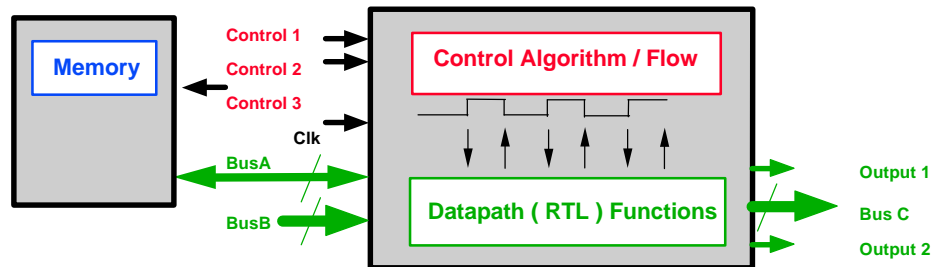 Memory
Control 1
Control 2
Control 3
Clk
BusA
BusB
Control Algorithm / Flow
Datapath ( RTL ) Functions
Output 1
Bus C
Output 2